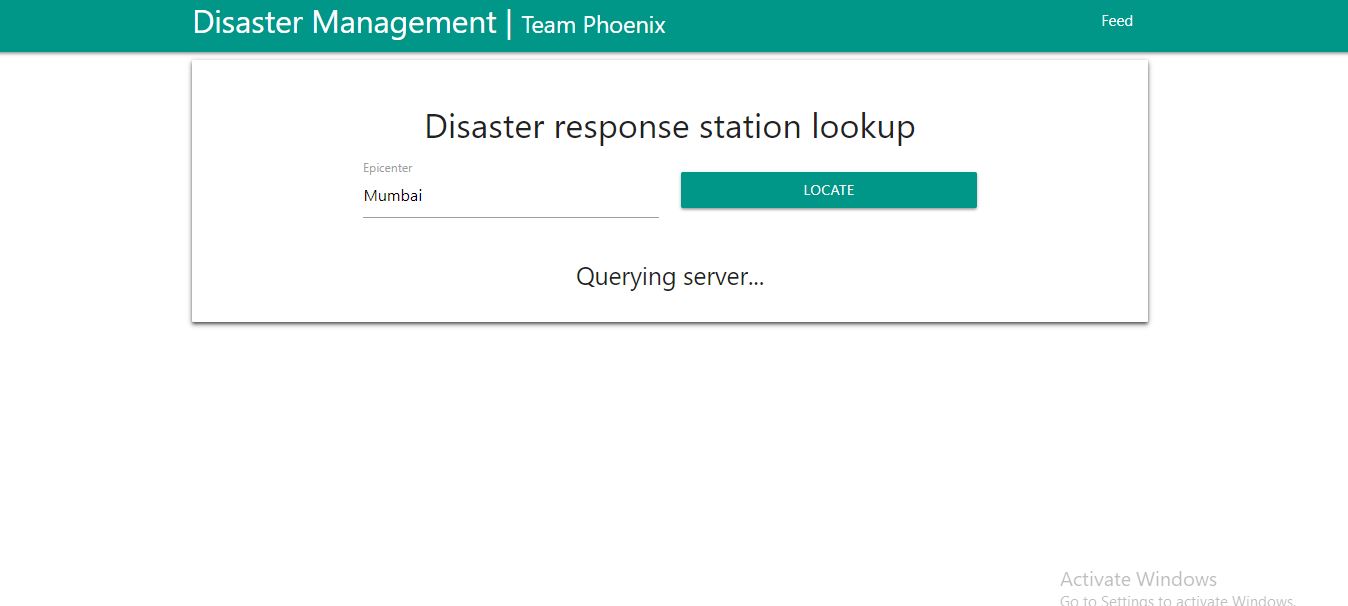 Disaster Management | Team Phoenix
Feed
Disaster response station lookup
Epicenter
Mumbai
LOCATE
Querying server...
Activate Windows
Go to Settings to activate Windows.